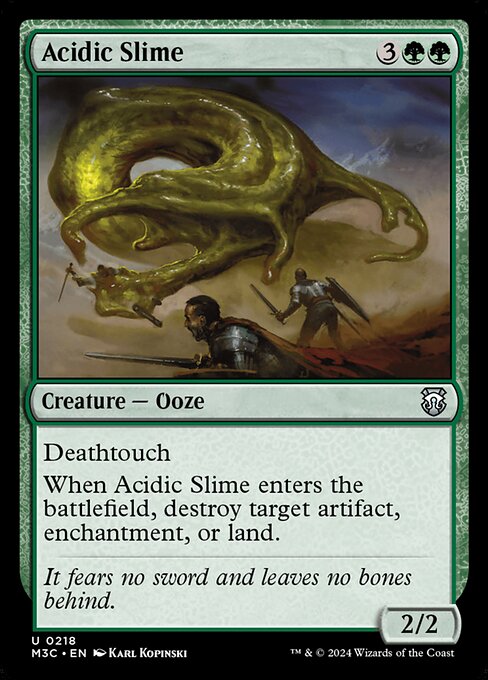 Acidic Slime 3
Creature — Ooze
Deathtouch
When Acidic Slime enters the
battlefield, destroy target artifact,
enchantment, or land.
It fears no sword and leaves no bones
behind.
2/2
U 0218
M3C • EN Karl Kopinski
™ & © 2024 Wizards of the Coast